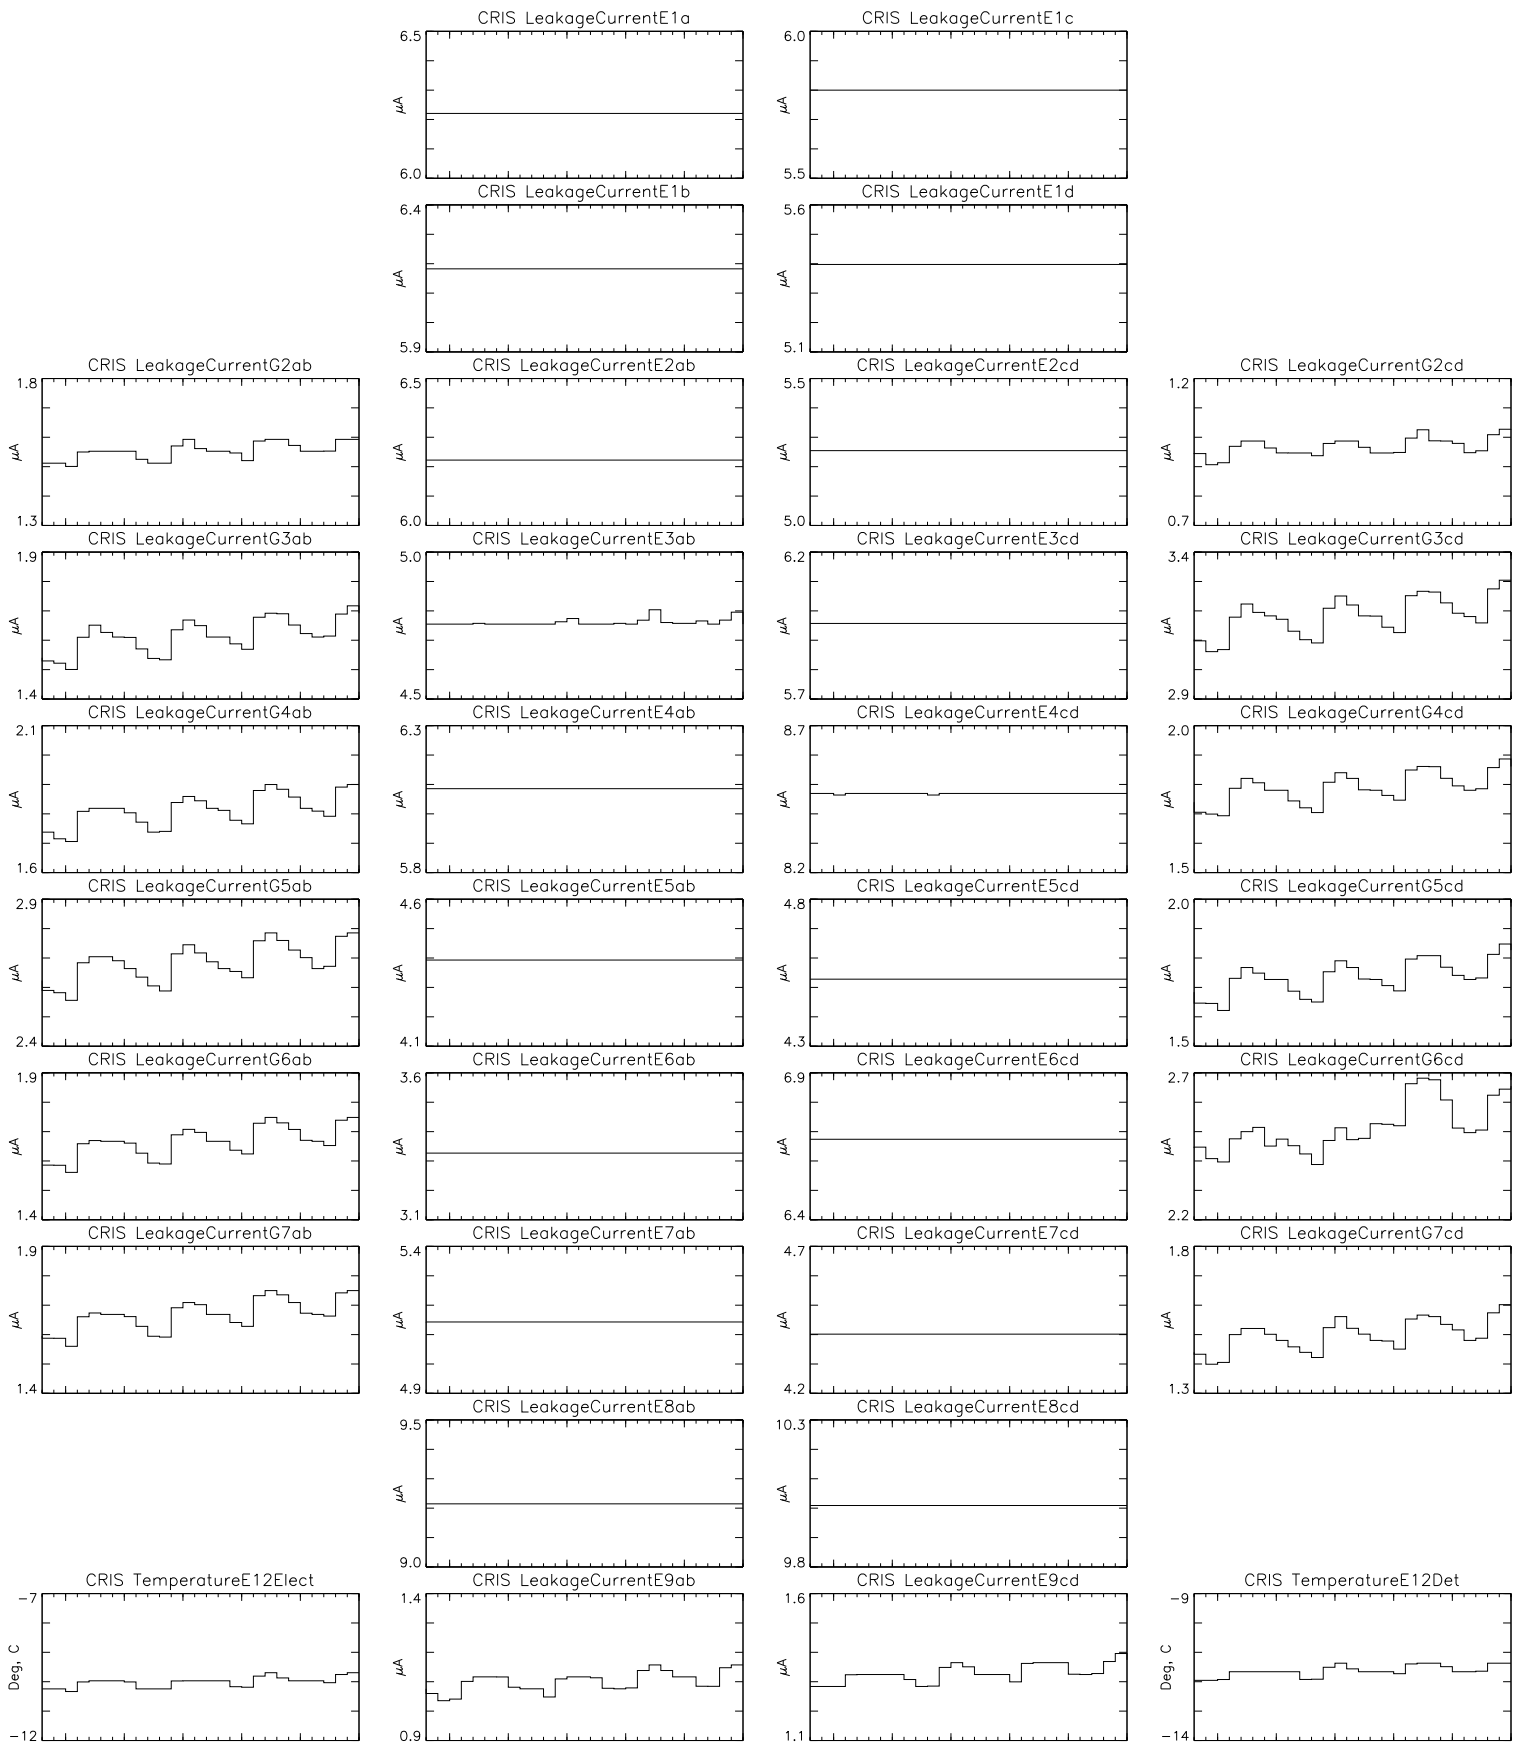 CRIS LeakageCurrentE1a
6.5
µA
6.0
CRIS LeakageCurrentE1c
6.0
µA
5.5
CRIS LeakageCurrentE1b
6.4
µA
5.9
CRIS LeakageCurrentE1d
5.6
µA
5.1
CRIS LeakageCurrentG2ab
1.8
µA
1.3
CRIS LeakageCurrentE2ab
6.5
µA
6.0
CRIS LeakageCurrentE2cd
5.5
µA
5.0
CRIS LeakageCurrentG2cd
1.2
µA
0.7
CRIS LeakageCurrentG3ab
1.9
µA
1.4
CRIS LeakageCurrentE3ab
5.0
µA
4.5
CRIS LeakageCurrentE3cd
6.2
µA
5.7
CRIS LeakageCurrentG3cd
3.4
µA
2.9
CRIS LeakageCurrentG4ab
2.1
µA
1.6
CRIS LeakageCurrentE4ab
6.3
µA
5.8
CRIS LeakageCurrentE4cd
8.7
µA
8.2
CRIS LeakageCurrentG4cd
2.0
µA
1.5
CRIS LeakageCurrentG5ab
2.9
µA
2.4
CRIS LeakageCurrentE5ab
4.6
µA
4.1
CRIS LeakageCurrentE5cd
4.8
µA
4.3
CRIS LeakageCurrentG5cd
2.0
µA
1.5
CRIS LeakageCurrentG6ab
1.9
µA
1.4
CRIS LeakageCurrentE6ab
3.6
µA
3.1
CRIS LeakageCurrentE6cd
6.9
µA
6.4
CRIS LeakageCurrentG6cd
2.7
µA
2.2
CRIS LeakageCurrentG7ab
1.9
µA
1.4
CRIS LeakageCurrentE7ab
5.4
µA
4.9
CRIS LeakageCurrentE7cd
4.7
µA
4.2
CRIS LeakageCurrentG7cd
1.8
µA
1.3
CRIS LeakageCurrentE8ab
9.5
µA
9.0
CRIS LeakageCurrentE8cd
10.3
µA
9.8
CRIS TemperatureE12Elect
-7
Deg, C
-12
CRIS LeakageCurrentE9ab
1.4
µA
0.9
CRIS LeakageCurrentE9cd
1.6
µA
1.1
CRIS TemperatureE12Det
-9
Deg, C
-14